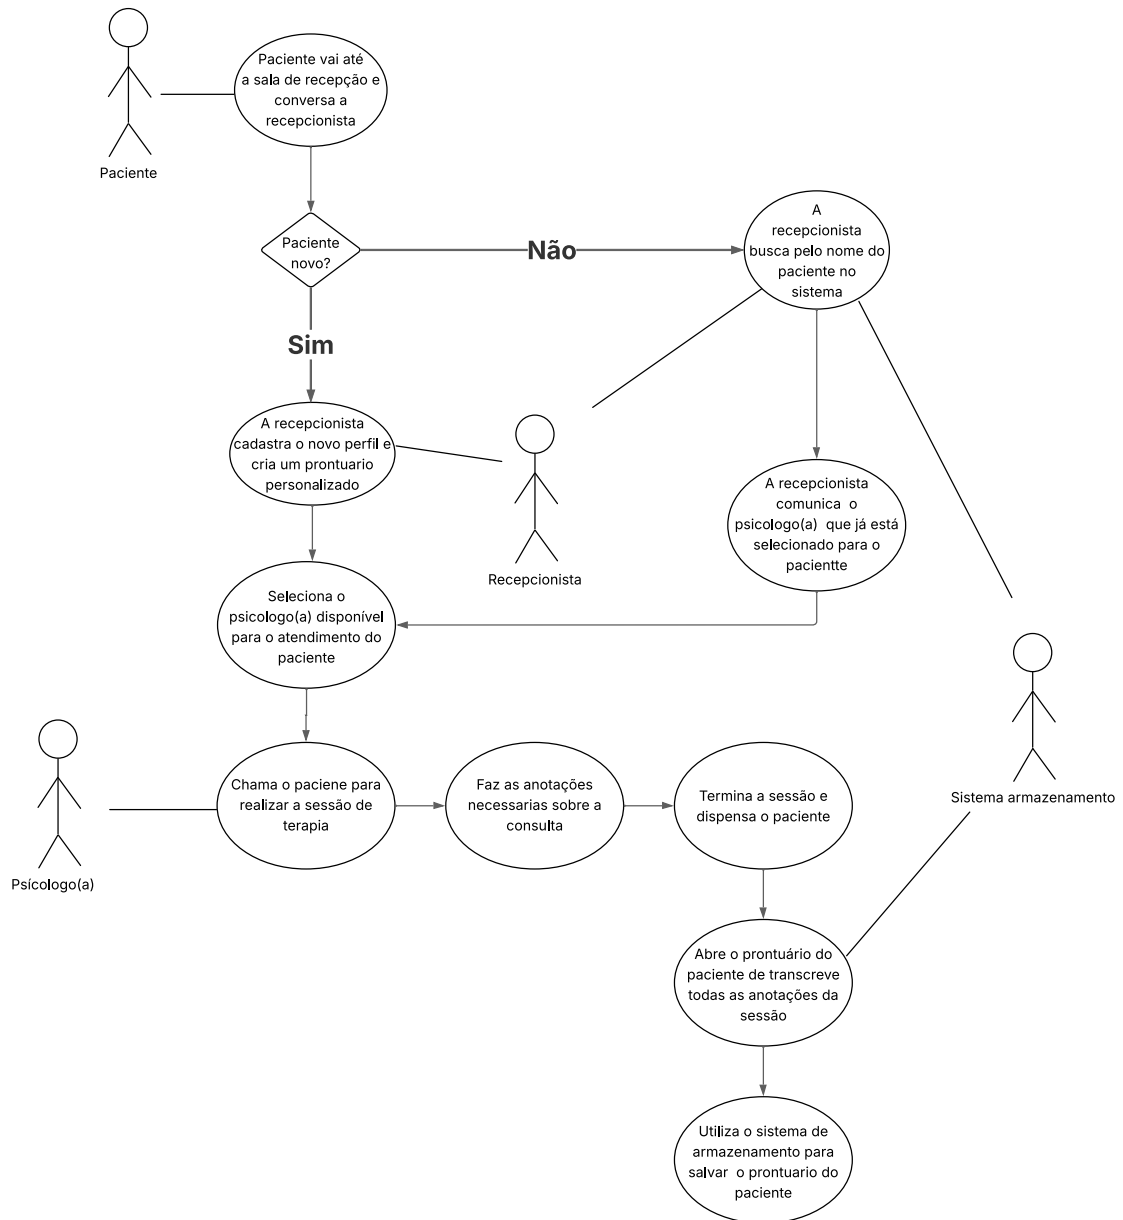 Paciente vai até
a sala de recepção e
conversa a
recepcionista
Paciente
Paciente
novo?
Não
A
recepcionista
busca pelo nome do
paciente no
sistema
Sim
A recepcionista
cadastra o novo perfil e
cria um prontuario
personalizado
Recepcionista
A recepcionista
comunica o
psicologo(a) que já está
selecionado para o
pacientte
Seleciona o
psicologo(a) disponível
para o atendimento do
paciente
Sistema armazenamento
Psícologo(a)
Chama o paciene para
realizar a sessão de
terapia
Faz as anotações
necessarias sobre a
consulta
Termina a sessão e
dispensa o paciente
Abre o prontuário do
paciente de transcreve
todas as anotações da
sessão
Utiliza o sistema de
armazenamento para
salvar o prontuario do
paciente